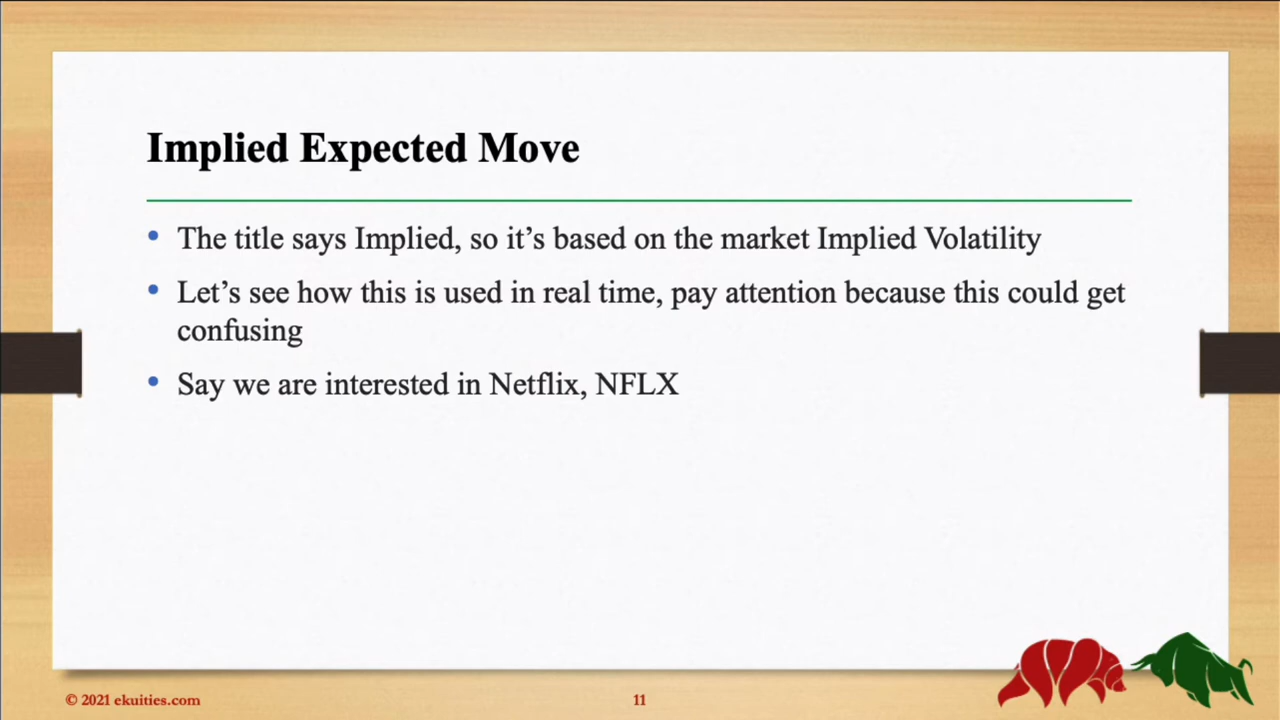 Implied Expected Move
• The title says Implied, so it’s based on the market Implied Volatility
• Let’s see how this is used in real time, pay attention because this could get
confusing
• Say we are interested in Netflix, NFLX
© 2021 ekuities.com
11